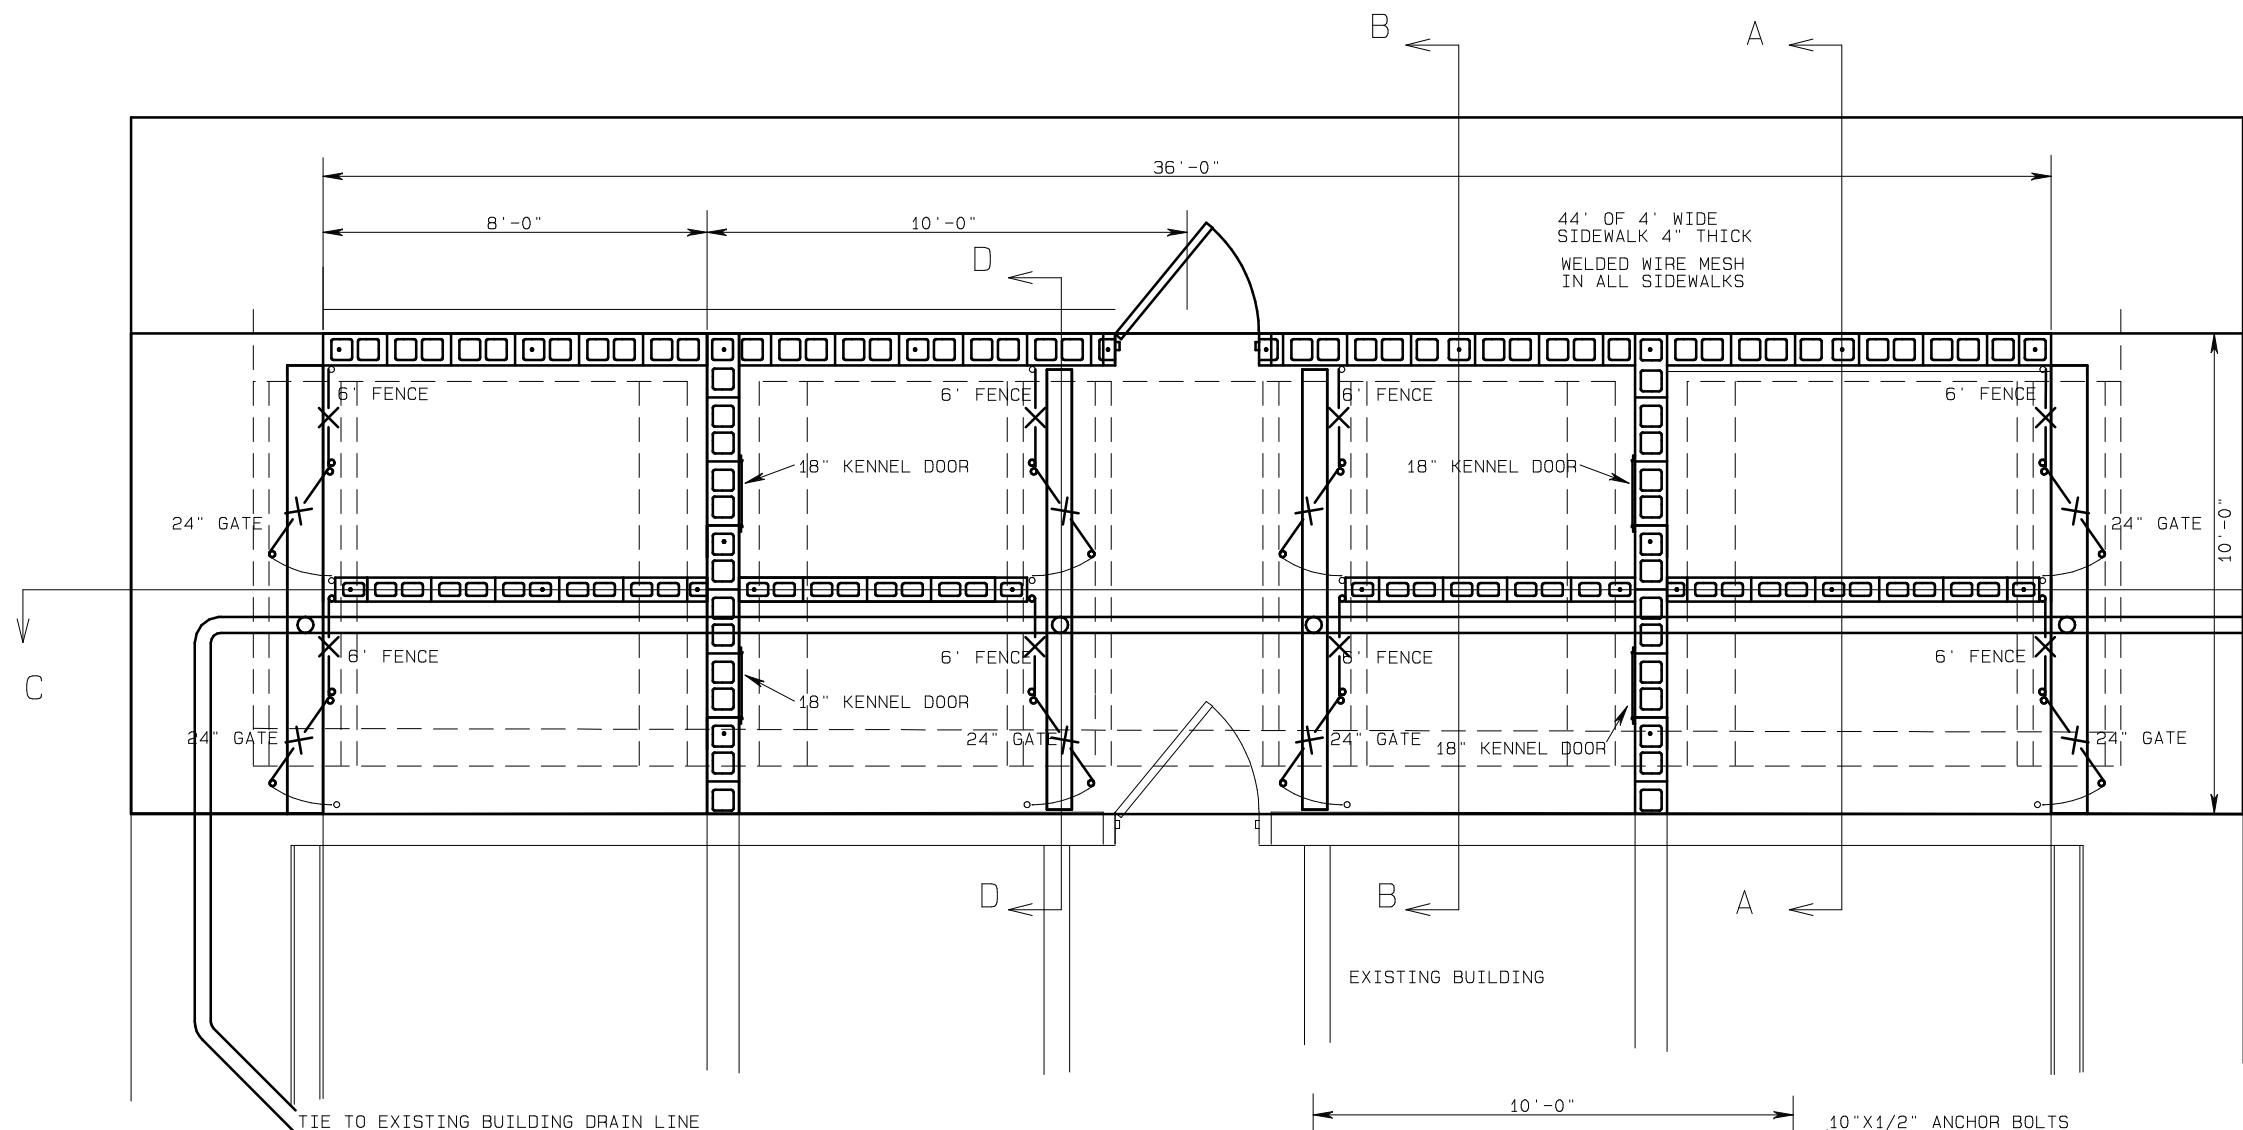 B
A
36'-0"
8'-0"
10'-0"
44' OF 4' WIDE
SIDEWALK 4" THICK
WELDED WIRE MESH
IN ALL SIDEWALKS
D
6' FENCE
6' FENCE
6' FENCE
6' FENCE
18" KENNEL DOOR
18" KENNEL DOOR
24" GATE
24" GATE
10'-0"
C
6' FENCE
6' FENCE
6' FENCE
6' FENCE
18" KENNEL DOOR
24" GATE
24" GATE
24" GATE
18" KENNEL DOOR
24" GATE
D
B
A
EXISTING BUILDING
10'-0"
TIE TO EXISTING BUILDING DRAIN LINE
10"X1/2" ANCHOR BOLTS